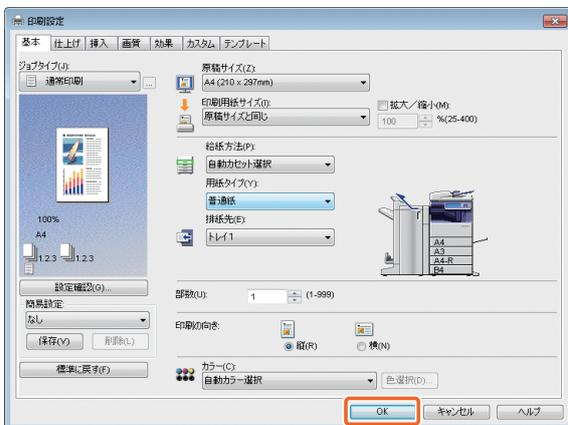 印刷設定
基本 仕上げ 挿入 画質 効果 カスタム テンプレート
ジョブタイプ(J):
通常印刷
...
100%
A4
1 2 3 1 2 3
設定確認(G)...
簡易設定:
なし
保存(V) 削除(L)
標準に戻す(F)
原稿サイズ(Z):
A4 (210 x 297mm)
印刷用紙サイズ(I):
原稿サイズと同じ
拡大/縮小(M):
100 %(25-400)
給紙方法(P):
自動カセット選択
用紙タイプ(Y):
普通紙
排紙先(E):
トレイ1
A4
A3
A4-R
B4
部数(U): 1 (1-999)
印刷の向き:
縦(R) 横(N)
カラー(C):
自動カラー選択 色選択(D)...
OK キャンセル ヘルプ